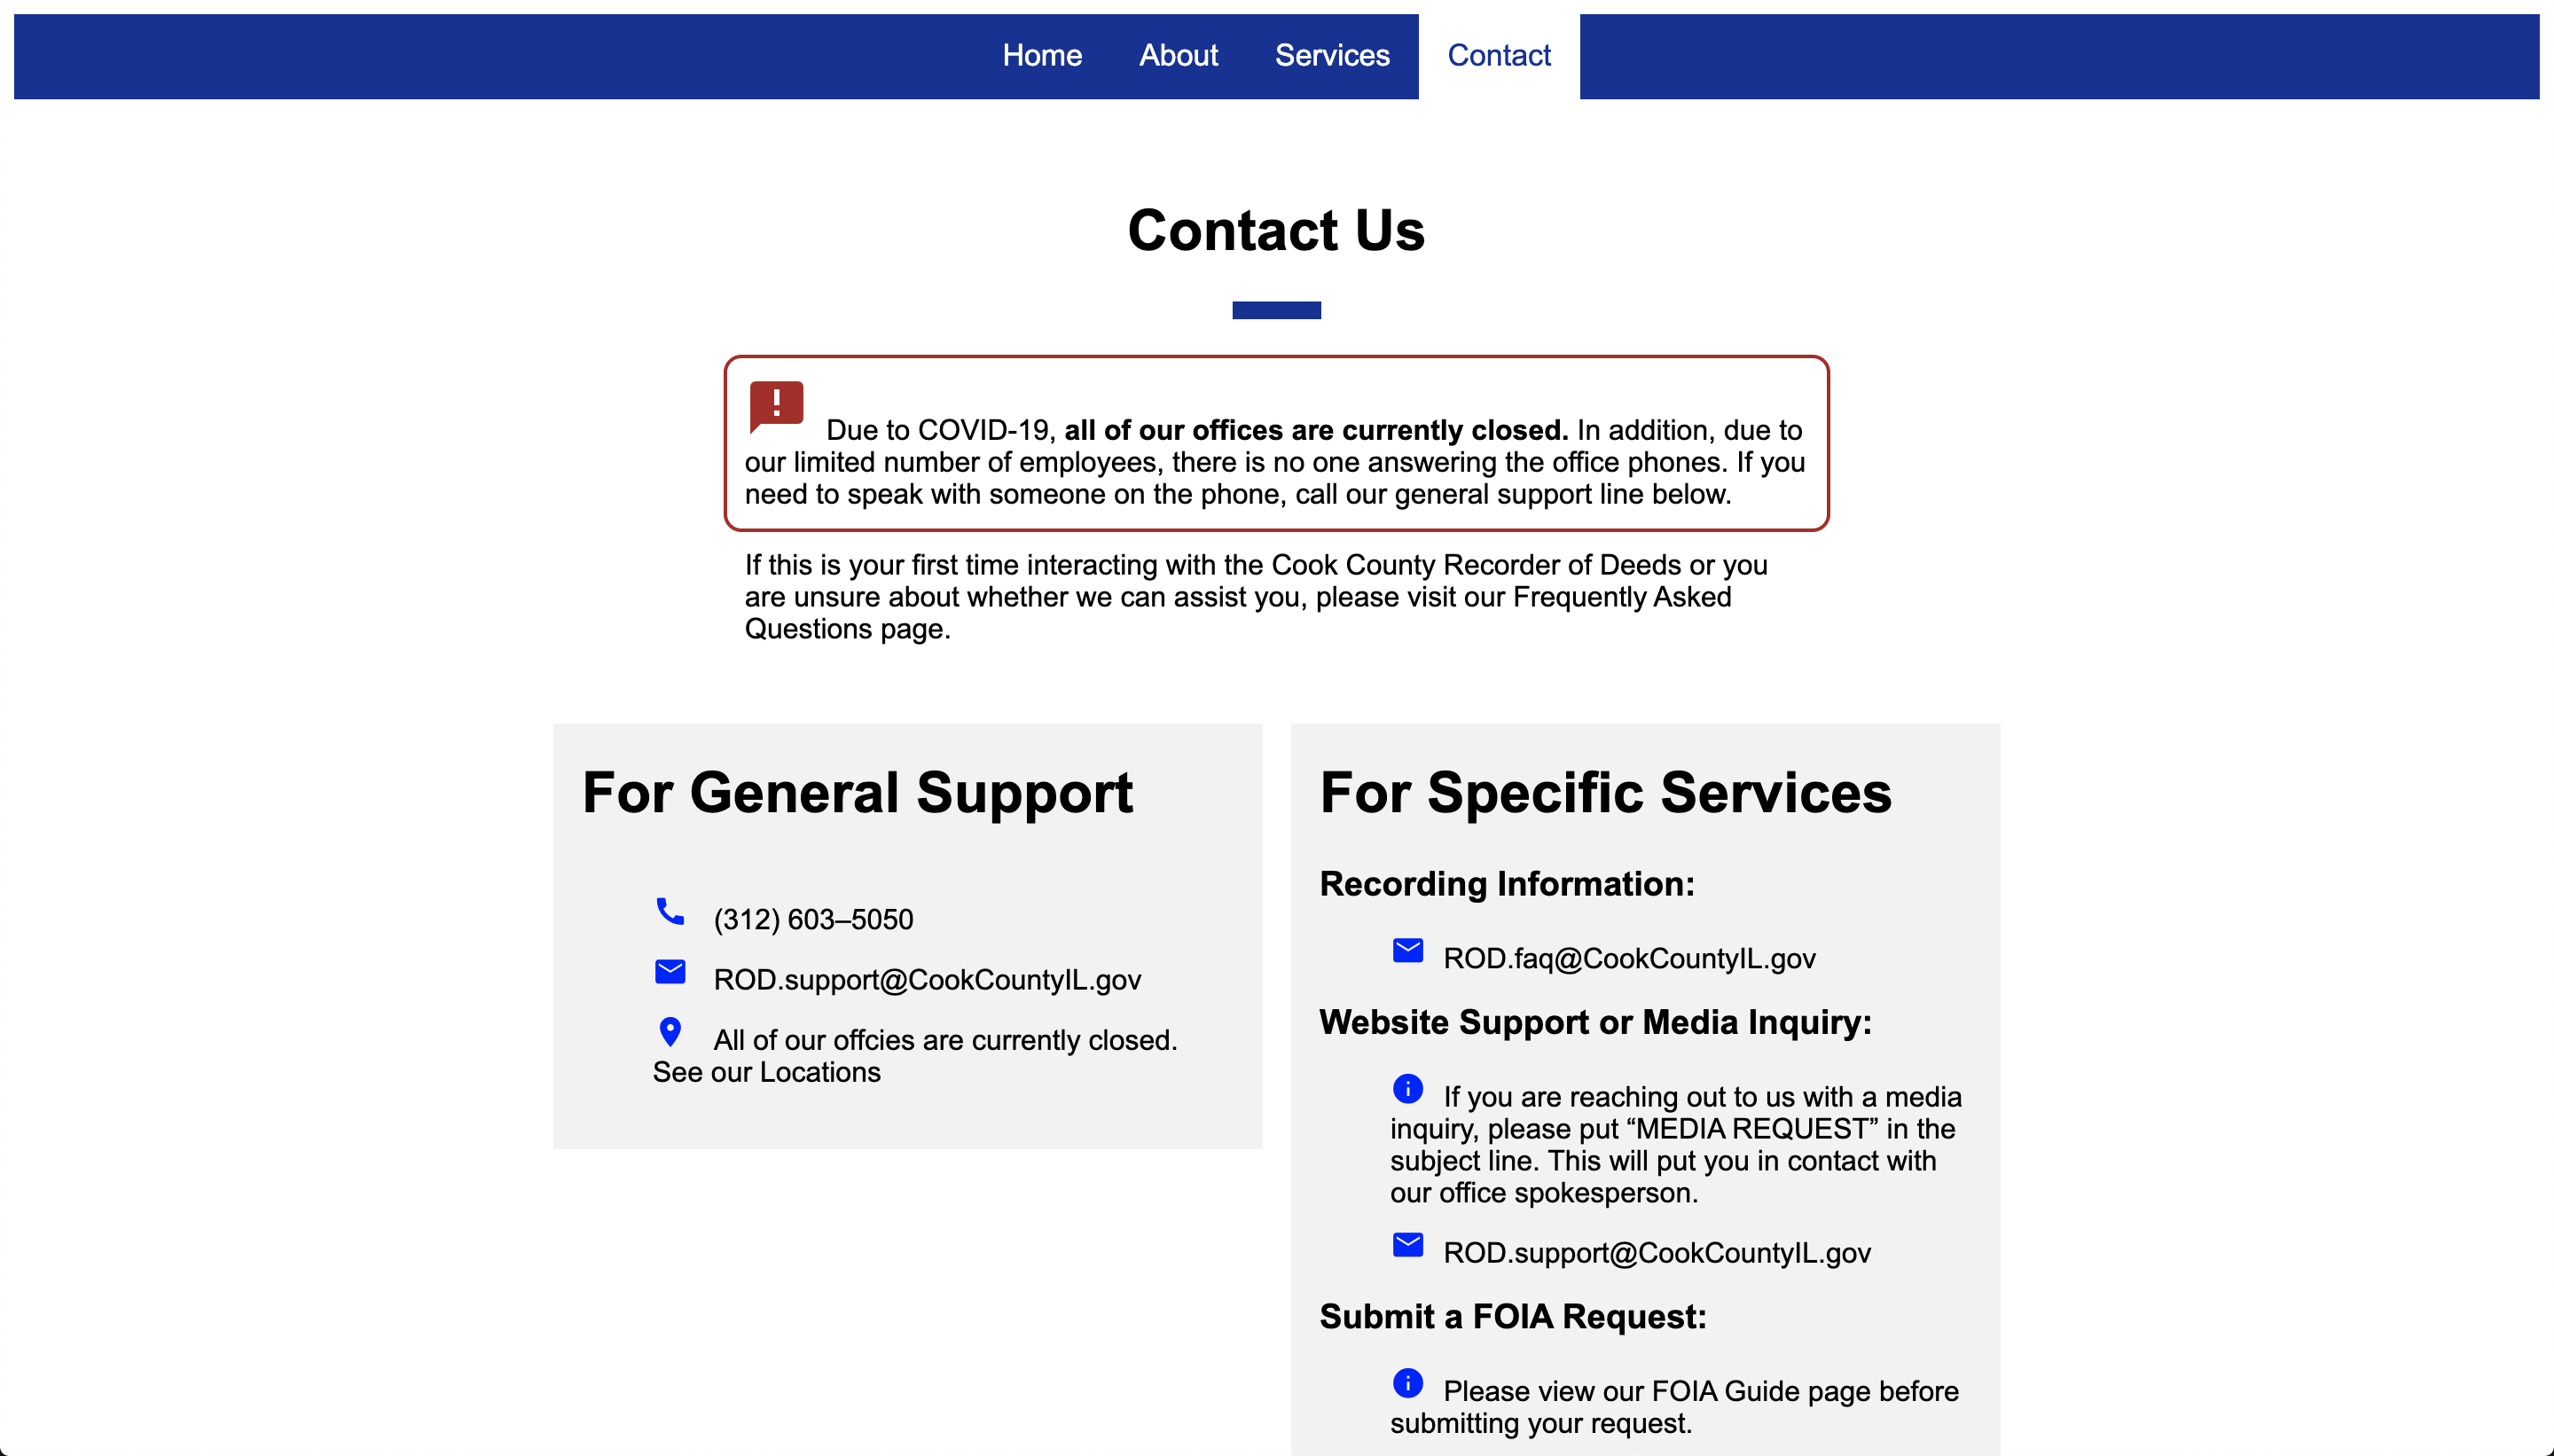 Home About Services Contact
Contact Us
Due to COVID-19, all of our offices are currently closed. In addition, due to
our limited number of employees, there is no one answering the office phones. If you
need to speak with someone on the phone, call our general support line below.
If this is your first time interacting with the Cook County Recorder of Deeds or you
are unsure about whether we can assist you, please visit our Frequently Asked
Questions page.
For General Support
(312) 603–5050
ROD.support@CookCountyIL.gov
All of our offcies are currently closed.
See our Locations
For Specific Services
Recording Information:
ROD.faq@CookCountyIL.gov
Website Support or Media Inquiry:
If you are reaching out to us with a media
inquiry, please put “MEDIA REQUEST” in the
subject line. This will put you in contact with
our office spokesperson.
ROD.support@CookCountyIL.gov
Submit a FOIA Request:
Please view our FOIA Guide page before
submitting your request.